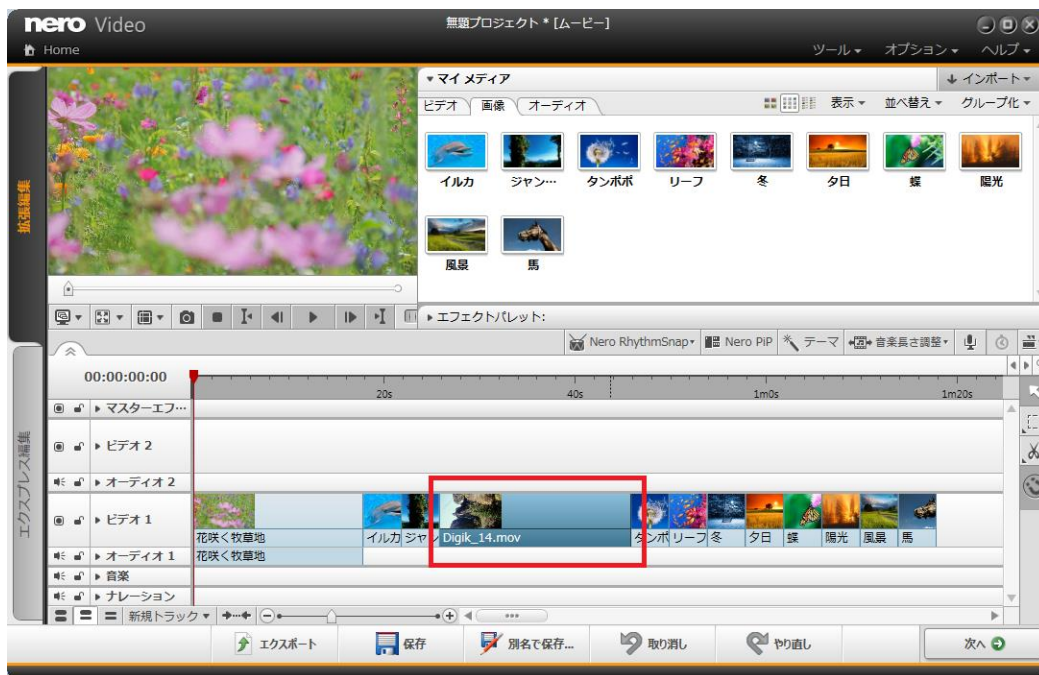 nero Video
無題プロジェクト * [ムービー]
Home
ツール オプション ヘルプ
マイ メディア
インポート
ビデオ 画像 オーディオ
表示 並べ替え グループ化
イルカ ジャン… タンポポ リーフ 冬 夕日 蝶 陽光
風景 馬
拡張編集
エフェクトパレット:
Nero RhythmSnap Nero PiP テーマ 音楽長さ調整
00:00:00:00
20s 40s 1m0s 1m20s
マスターエフ…
ビデオ 2
エクスプレス編集
オーディオ 2
ビデオ 1
花咲く牧草地 イルカ ジャン Digik_14.mov タンポ リーフ 冬 夕日 蝶 陽光 風景 馬
オーディオ 1 花咲く牧草地
音楽
ナレーション
新規トラック
エクスポート 保存 別名で保存... 取り消し やり直し 次へ